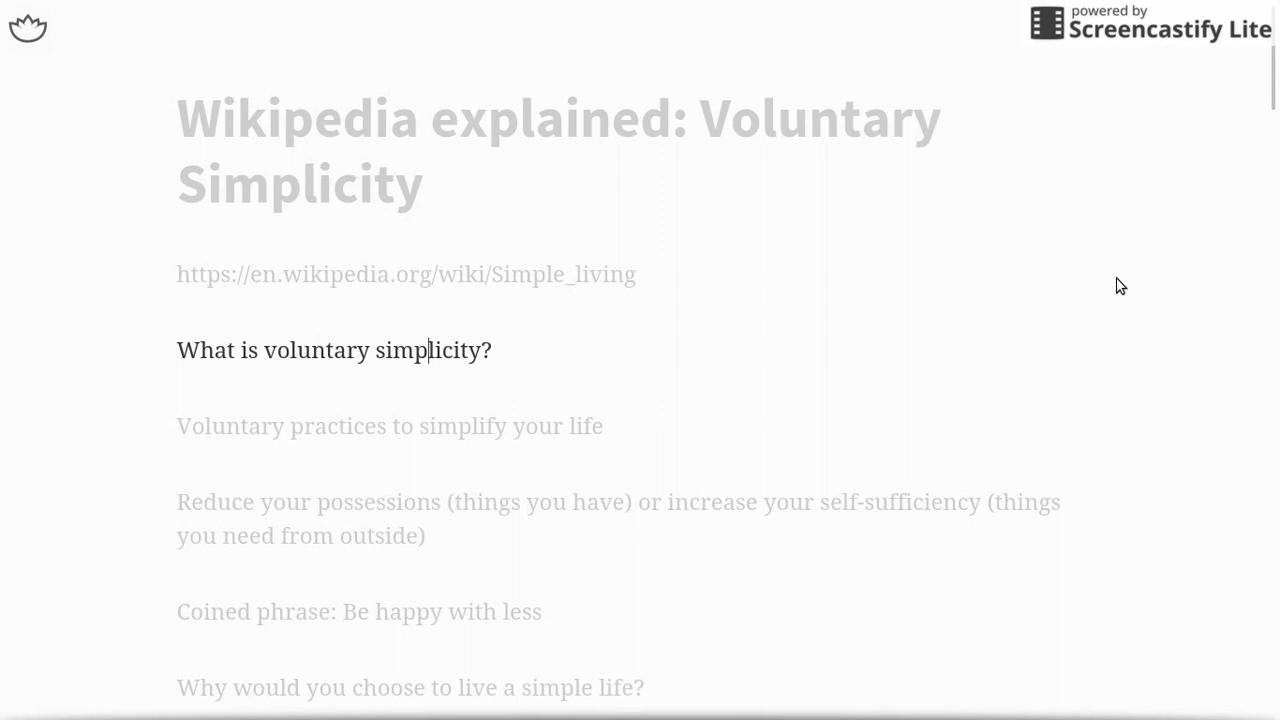 powered by
Screencastify Lite
Wikipedia explained: Voluntary
Simplicity
https://en.wikipedia.org/wiki/Simple_living
What is voluntary simplicity?
Voluntary practices to simplify your life
Reduce your possessions (things you have) or increase your self-sufficiency (things
you need from outside)
Coined phrase: Be happy with less
Why would you choose to live a simple life?